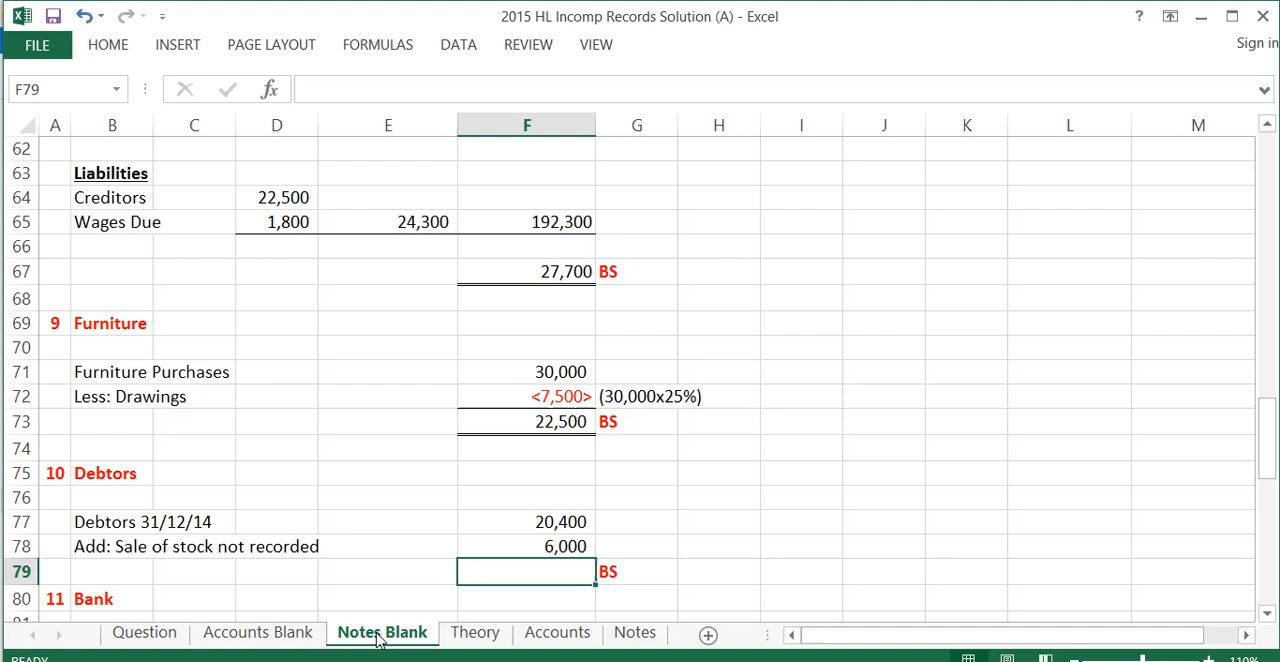 2015 HL Incomp Records Solution (A) - Excel
?
FILE HOME INSERT PAGE LAYOUT FORMULAS DATA REVIEW VIEW
Sign in
F79 fx
A B C D E F G H I J K L M
62
63 Liabilities
64 Creditors 22,500
65 Wages Due 1,800 24,300 192,300
66
67 27,700 BS
68
69 9 Furniture
70
71 Furniture Purchases 30,000
72 Less: Drawings <7,500> (30,000x25%)
73 22,500 BS
74
75 10 Debtors
76
77 Debtors 31/12/14 20,400
78 Add: Sale of stock not recorded 6,000
79 BS
80 11 Bank
81
Question Accounts Blank Notes Blank Theory Accounts Notes
READY 110%